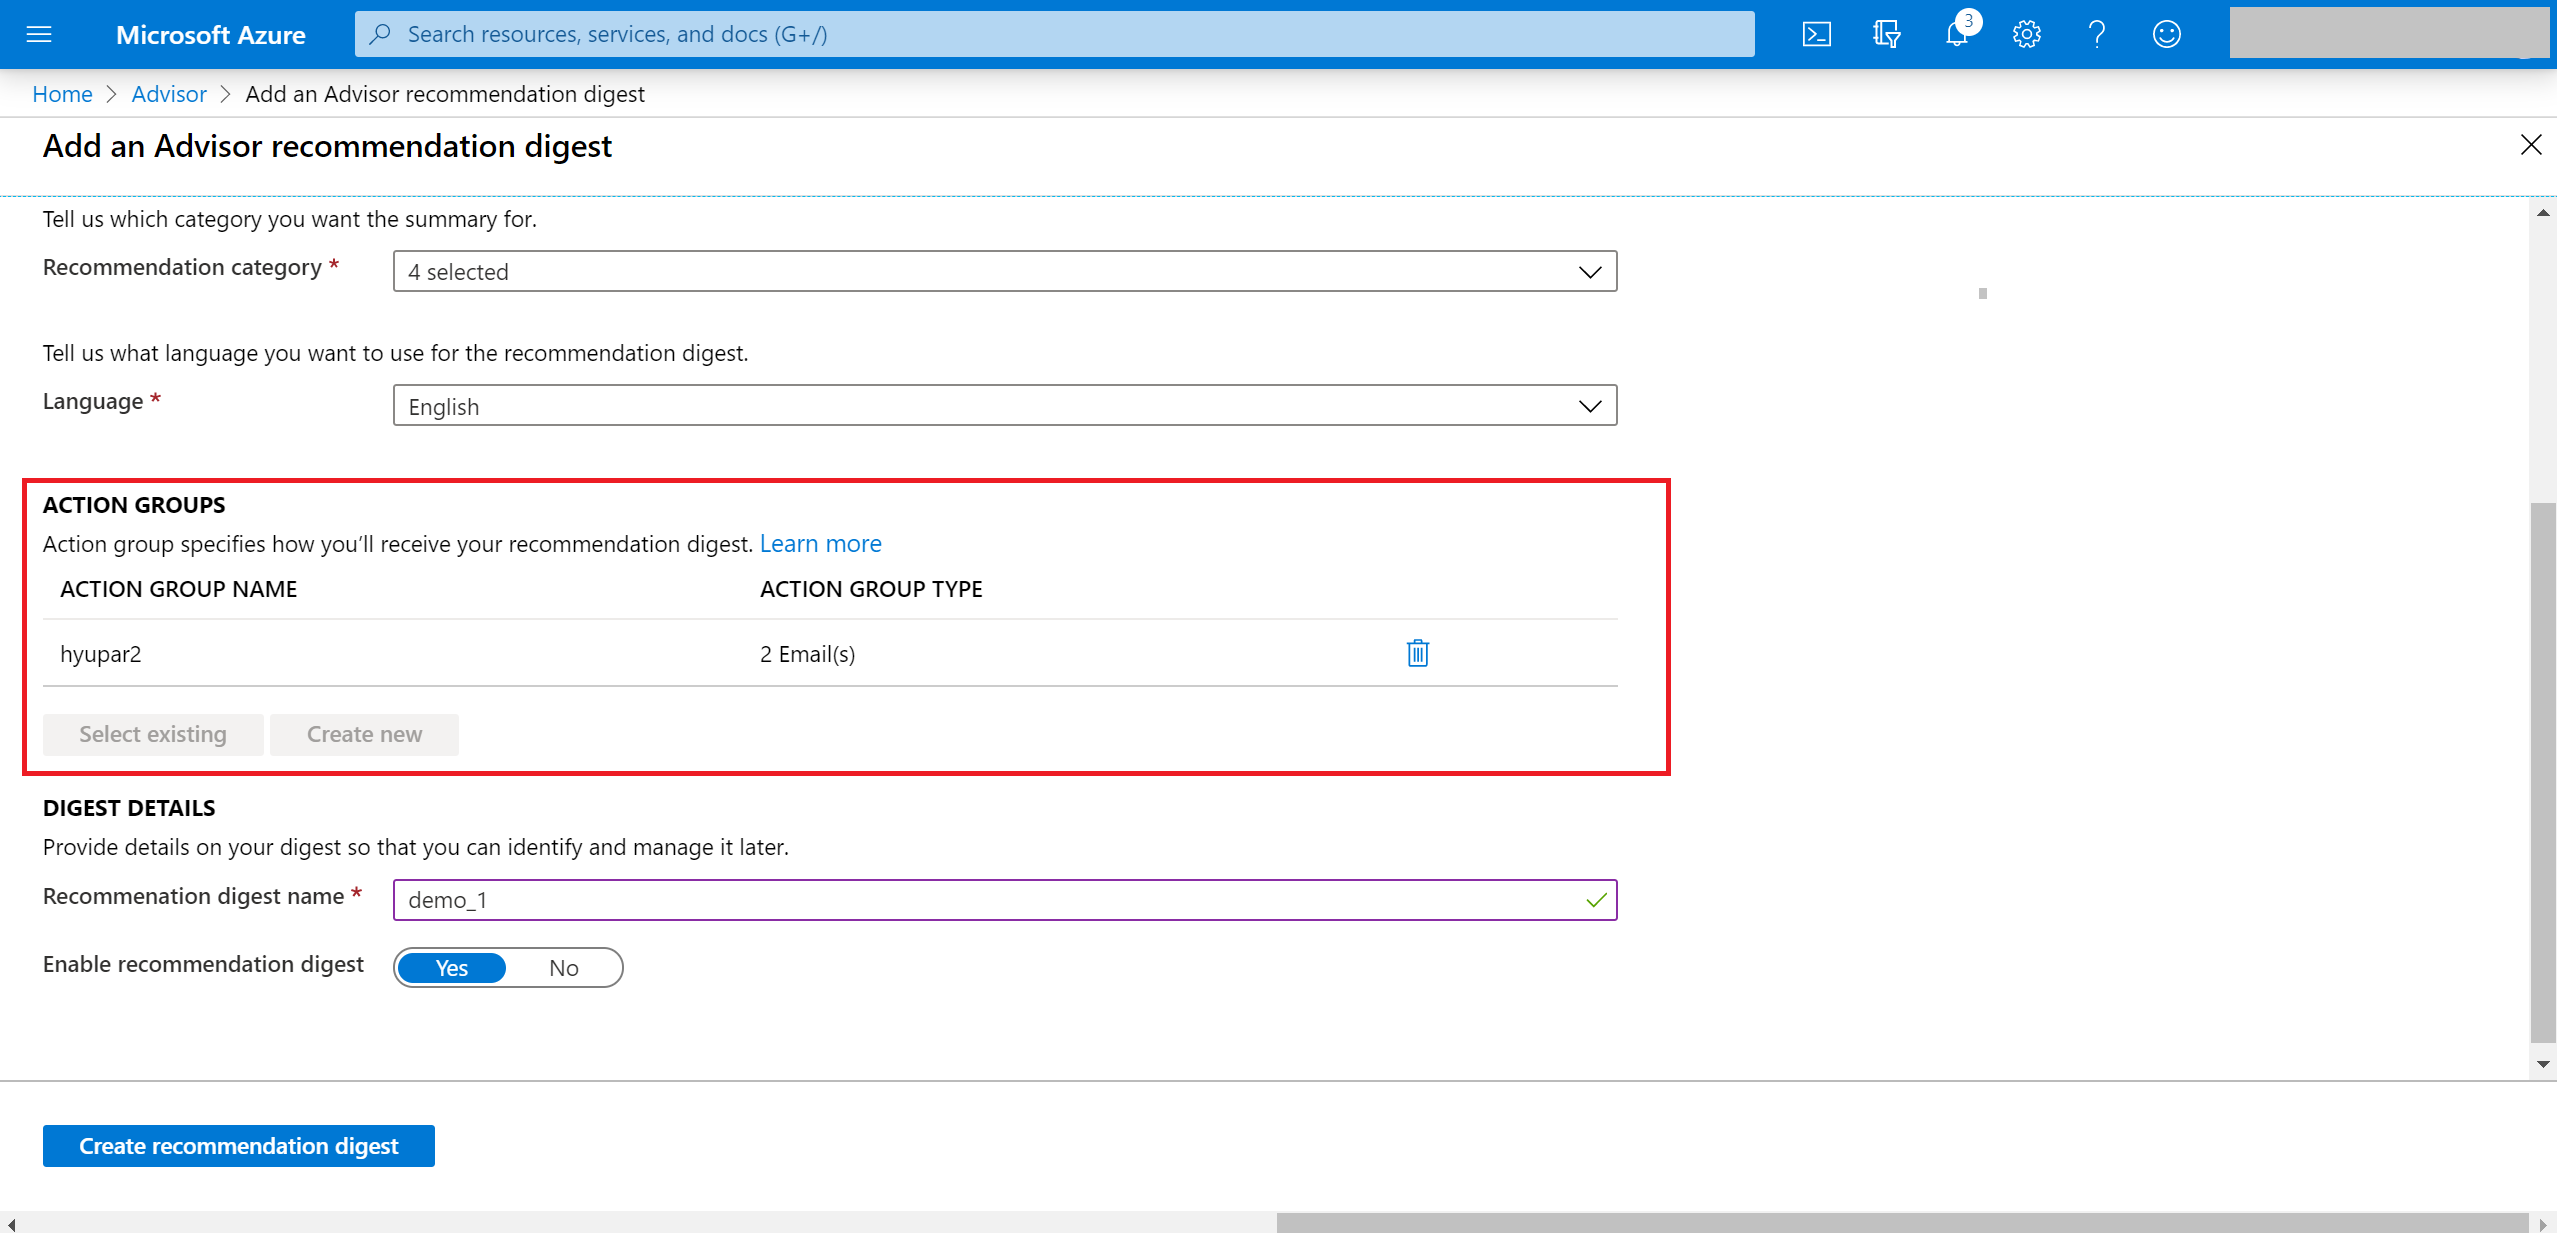 Microsoft Azure
Search resources, services, and docs (G+/)
3
Home > Advisor > Add an Advisor recommendation digest
Add an Advisor recommendation digest
Tell us which category you want the summary for.
Recommendation category *
4 selected
Tell us what language you want to use for the recommendation digest.
Language *
English
ACTION GROUPS
Action group specifies how you’ll receive your recommendation digest. Learn more
ACTION GROUP NAME
ACTION GROUP TYPE
hyupar2
2 Email(s)
Select existing
Create new
DIGEST DETAILS
Provide details on your digest so that you can identify and manage it later.
Recommenation digest name *
demo_1
Enable recommendation digest
Yes
No
Create recommendation digest